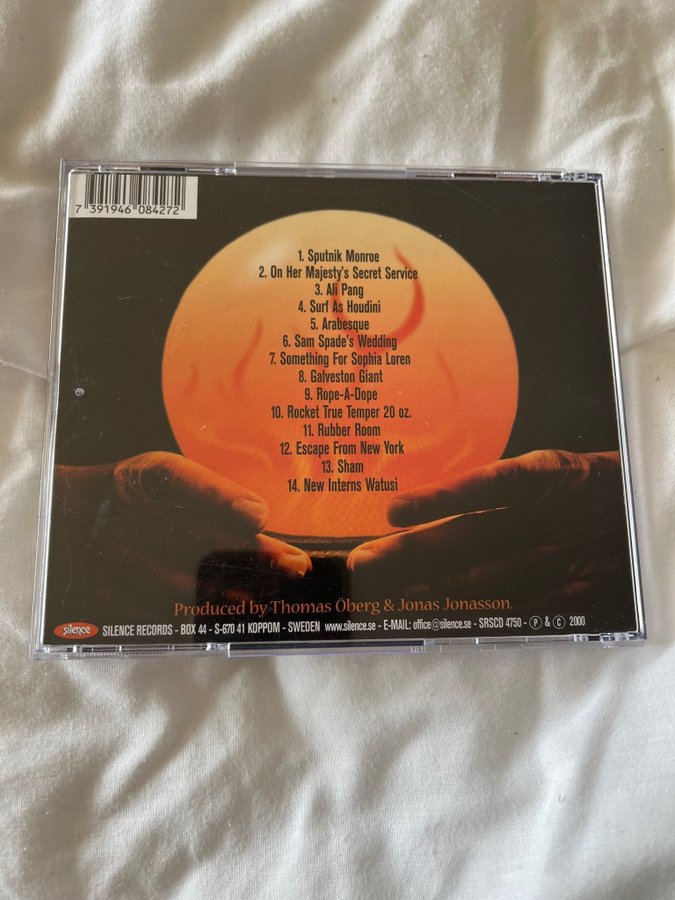 7 391946 084272
1. Sputnik Monroe
2. On Her Majesty's Secret Service
3. Ali Pang
4. Surf As Houdini
5. Arabesque
6. Sam Spade's Wedding
7. Something For Sophia Loren
8. Galveston Giant
9. Rope-A-Dope
10. Rocket True Temper 20 oz.
11. Rubber Room
12. Escape From New York
13. Sham
14. New Interns Watusi
Produced by Thomas Öberg & Jonas Jonasson.
silence SILENCE RECORDS - BOX 44 - S-670 41 KOPPOM - SWEDEN www.silence.se - E-MAIL: office@silence.se - SRSCD 4750 - Ⓟ & Ⓒ 2000